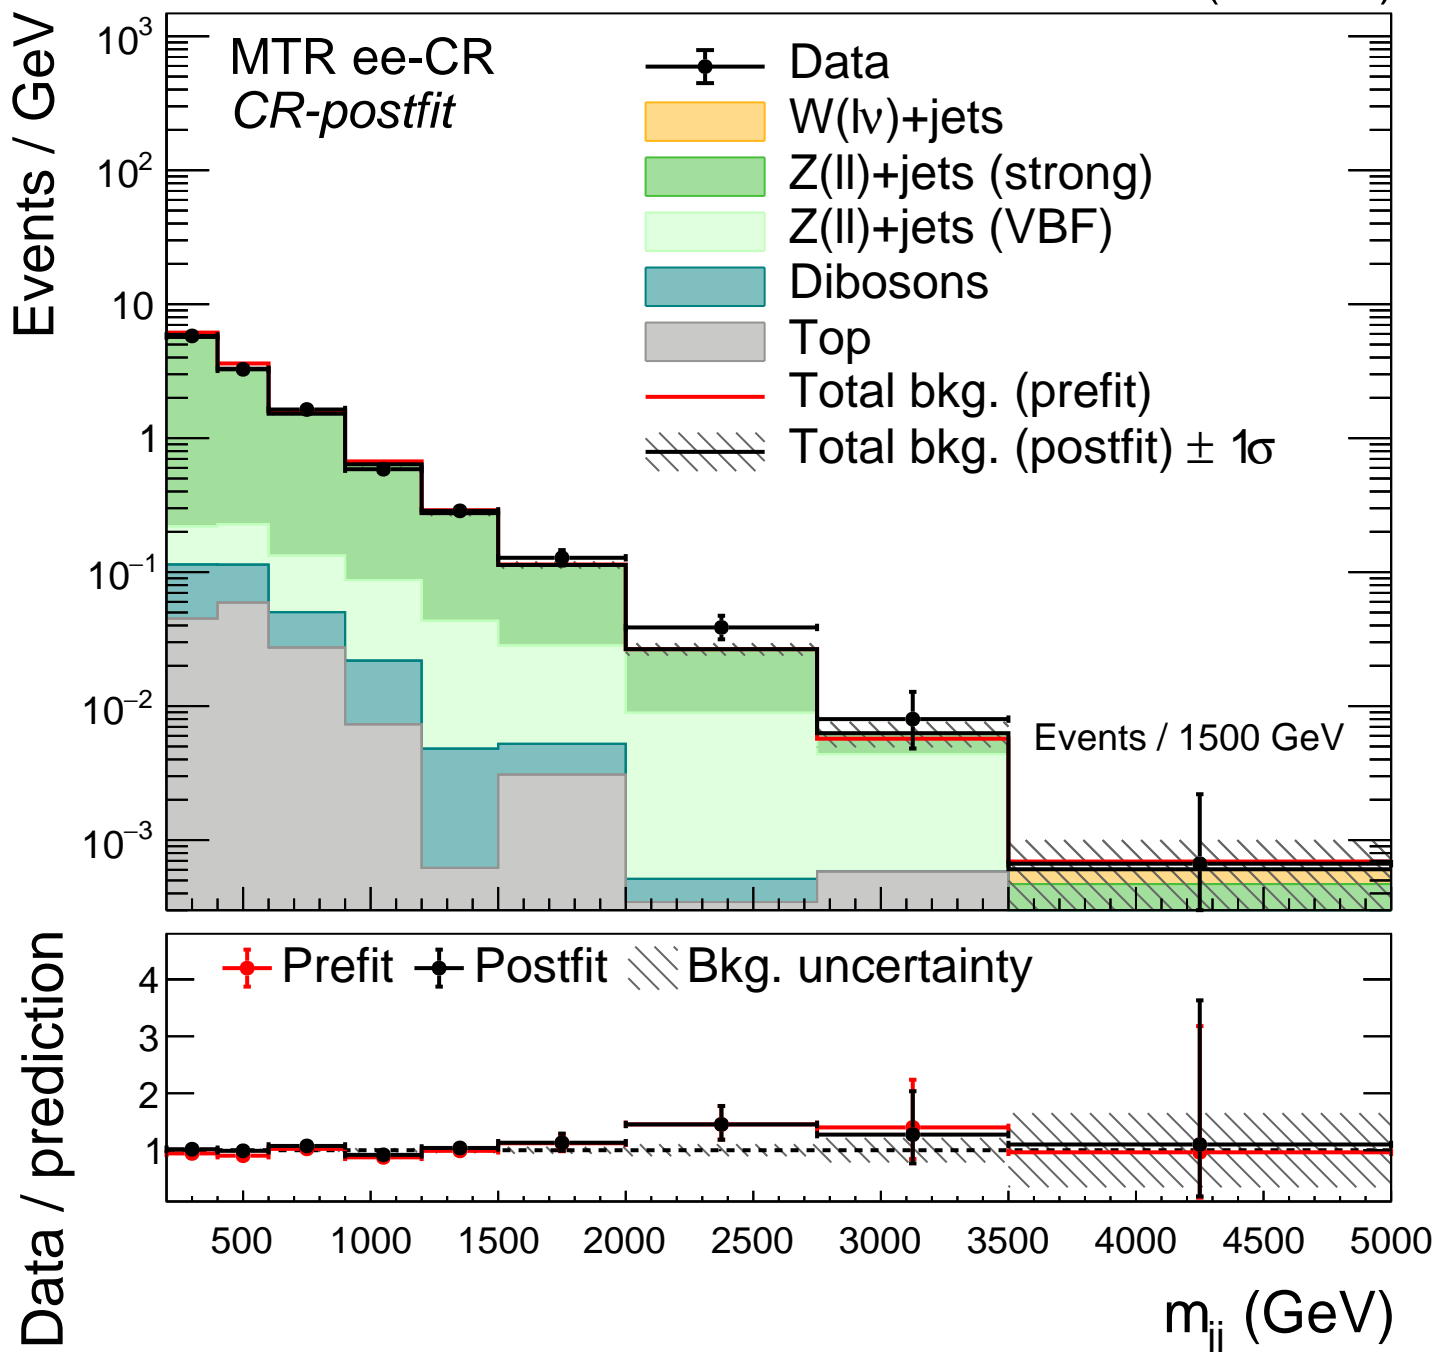 MTR ee-CR
CR-postfit
Data
W(lν)+jets
Z(ll)+jets (strong)
Z(ll)+jets (VBF)
Dibosons
Top
Total bkg. (prefit)
Total bkg. (postfit) ± 1σ
Events / GeV
10³
10²
10
1
10⁻¹
10⁻²
10⁻³
Events / 1500 GeV
Prefit
Postfit
Bkg. uncertainty
Data / prediction
4
3
2
1
500 1000 1500 2000 2500 3000 3500 4000 4500 5000
m_jj (GeV)